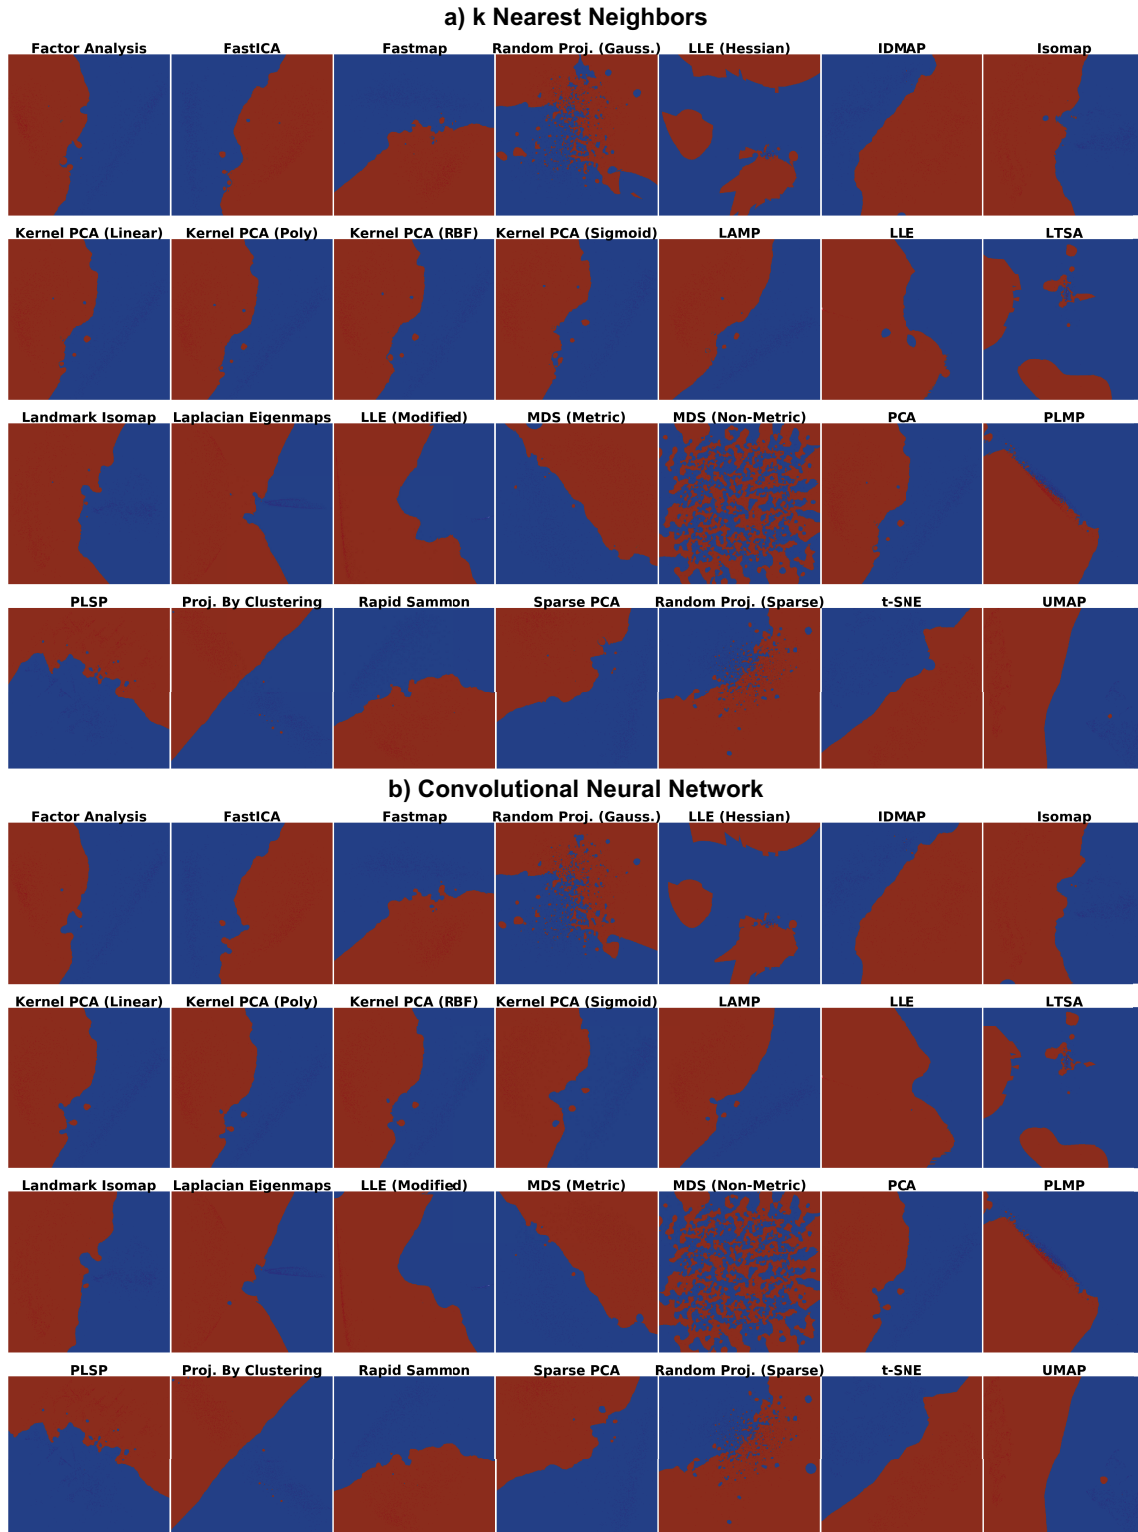 a) k Nearest Neighbors
Factor Analysis FastICA Fastmap Random Proj. (Gauss.) LLE (Hessian) IDMAP Isomap
Kernel PCA (Linear) Kernel PCA (Poly) Kernel PCA (RBF) Kernel PCA (Sigmoid) LAMP LLE LTSA
Landmark Isomap Laplacian Eigenmaps LLE (Modified) MDS (Metric) MDS (Non-Metric) PCA PLMP
PLSP Proj. By Clustering Rapid Sammon Sparse PCA Random Proj. (Sparse) t-SNE UMAP
b) Convolutional Neural Network
Factor Analysis FastICA Fastmap Random Proj. (Gauss.) LLE (Hessian) IDMAP Isomap
Kernel PCA (Linear) Kernel PCA (Poly) Kernel PCA (RBF) Kernel PCA (Sigmoid) LAMP LLE LTSA
Landmark Isomap Laplacian Eigenmaps LLE (Modified) MDS (Metric) MDS (Non-Metric) PCA PLMP
PLSP Proj. By Clustering Rapid Sammon Sparse PCA Random Proj. (Sparse) t-SNE UMAP